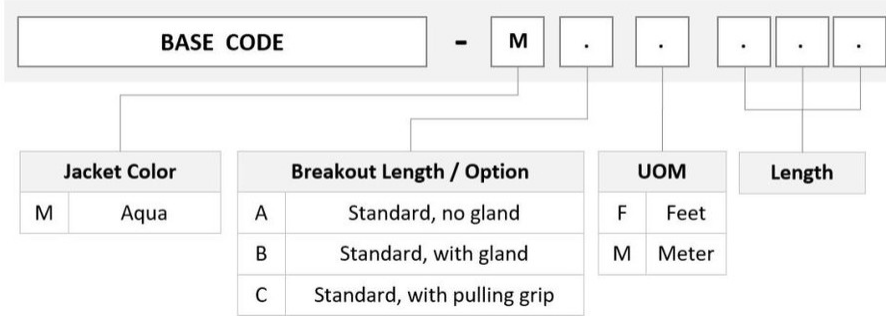 BASE CODE - M . . . . .
Jacket Color Breakout Length / Option UOM Length
M Aqua A Standard, no gland F Feet
B Standard, with gland M Meter
C Standard, with pulling grip